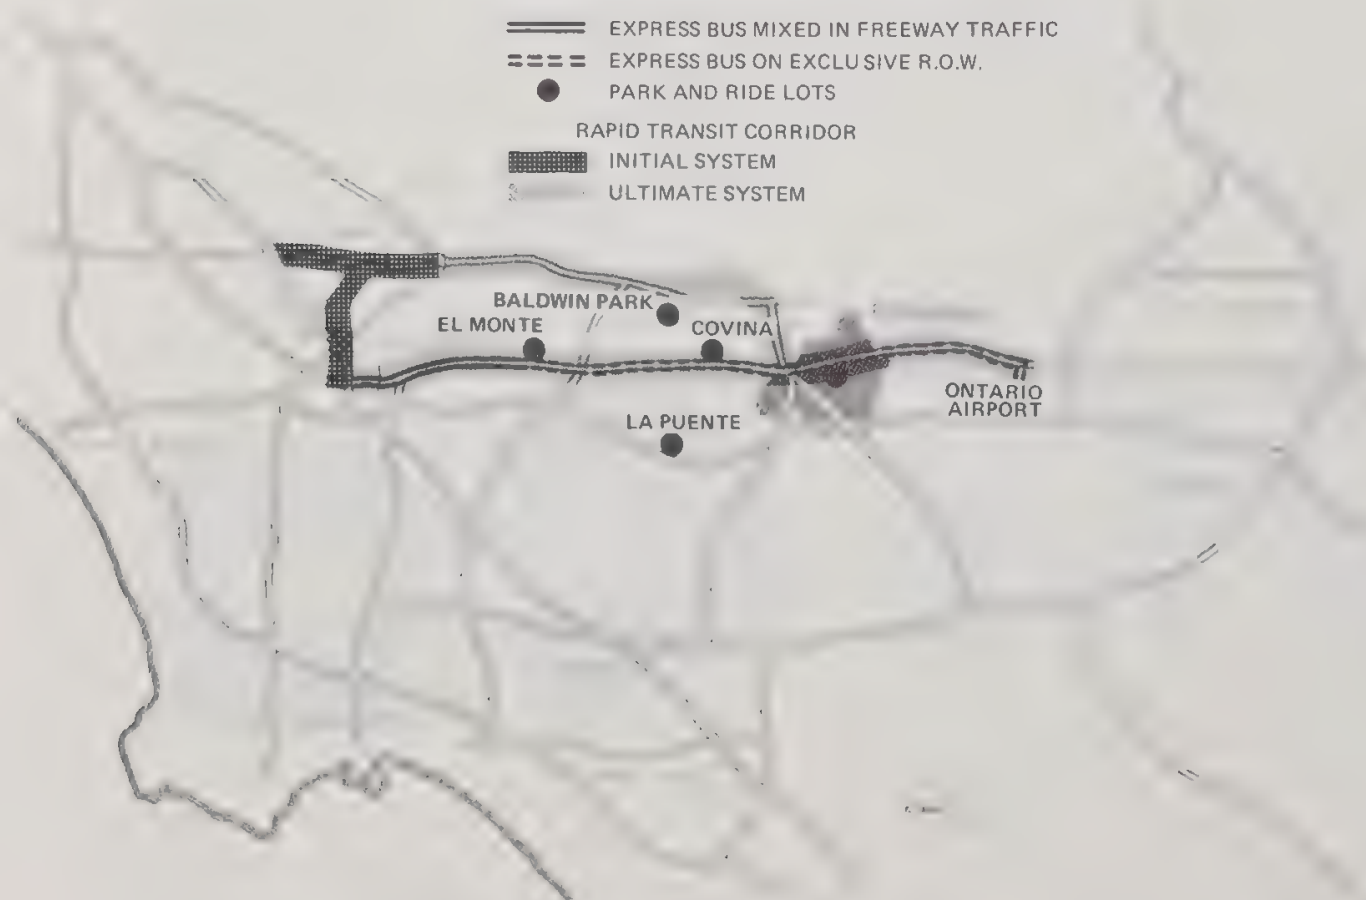 EXPRESS BUS MIXED IN FREEWAY TRAFFIC
EXPRESS BUS ON EXCLUSIVE R.O.W.
PARK AND RIDE LOTS
RAPID TRANSIT CORRIDOR
INITIAL SYSTEM
ULTIMATE SYSTEM
BALDWIN PARK
EL MONTE
COVINA
ONTARIO
AIRPORT
LA PUENTE